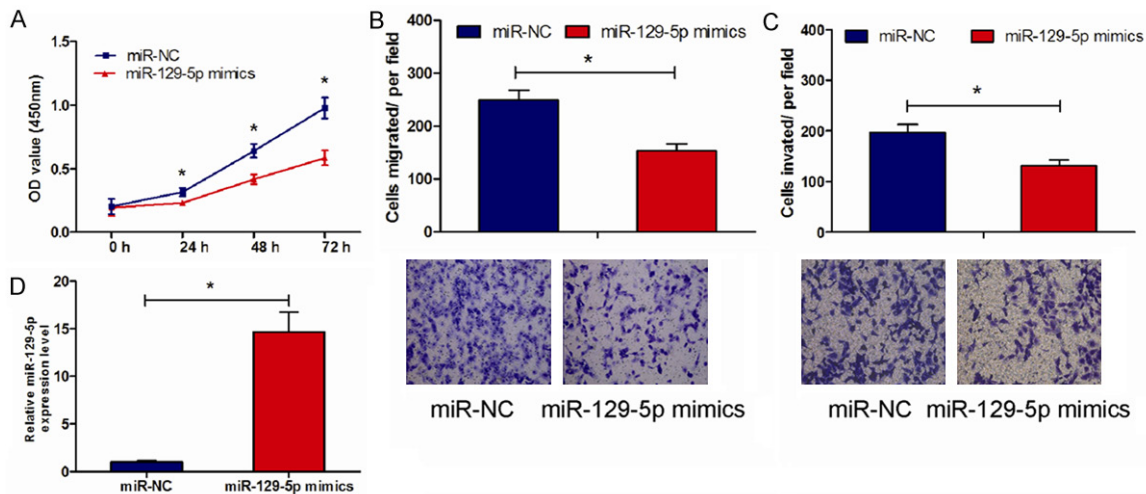 A
1.5
1.0
0.5
0.0
OD value (450nm)
miR-NC
miR-129-5p mimics
*
*
*
0 h
24 h
48 h
72 h
B
miR-NC
miR-129-5p mimics
400
300
200
100
0
Cells migrated/ per field
*
miR-NC
miR-129-5p mimics
C
miR-NC
miR-129-5p mimics
400
300
200
100
0
Cells invated/ per field
*
miR-NC
miR-129-5p mimics
D
20
15
10
5
0
Relative miR-129-5p
expression level
*
miR-NC
miR-129-5p mimics